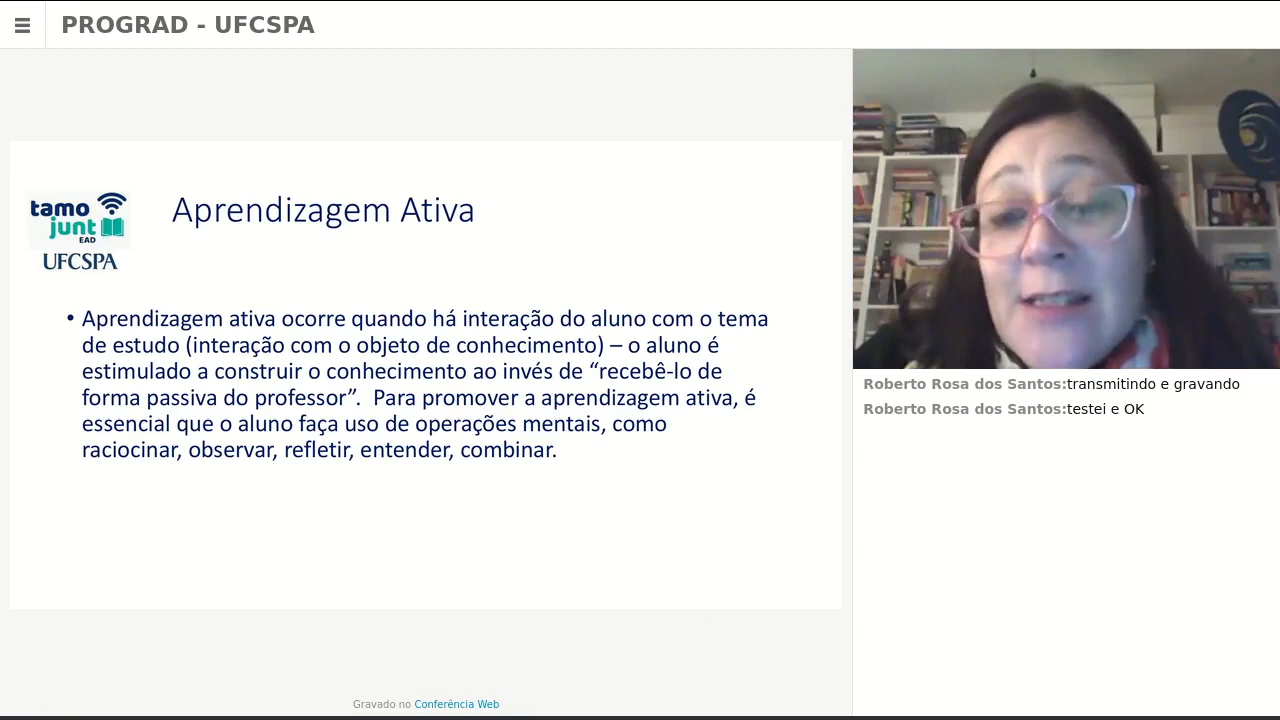 PROGRAD - UFCSPA
tamo
junt
EAD
UFCSPA
Aprendizagem Ativa
• Aprendizagem ativa ocorre quando há interação do aluno com o tema
de estudo (interação com o objeto de conhecimento) – o aluno é
estimulado a construir o conhecimento ao invés de “recebê-lo de
forma passiva do professor”.  Para promover a aprendizagem ativa, é
essencial que o aluno faça uso de operações mentais, como
raciocinar, observar, refletir, entender, combinar.
Roberto Rosa dos Santos:transmitindo e gravando
Roberto Rosa dos Santos:testei e OK
Gravado no Conferência Web